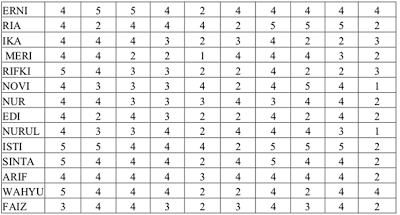 ERNI 4 5 5 4 2 4 4 4 4 4
RIA 4 2 4 4 4 2 5 5 5 2
IKA 4 4 4 3 2 3 4 2 2 3
MERI 4 4 2 2 1 4 4 4 3 2
RIFKI 5 4 3 3 2 2 4 2 2 3
NOVI 4 3 3 3 4 2 4 5 4 1
NUR 4 4 3 3 3 4 3 4 4 2
EDI 4 2 4 3 2 2 4 2 4 2
NURUL 4 3 3 4 2 4 4 4 3 1
ISTI 5 5 4 4 4 2 5 5 5 2
SINTA 5 4 4 4 2 4 5 4 4 2
ARIF 4 4 4 4 3 4 4 4 4 2
WAHYU 5 4 4 4 2 2 4 2 4 4
FAIZ 3 4 4 3 2 3 4 3 4 2